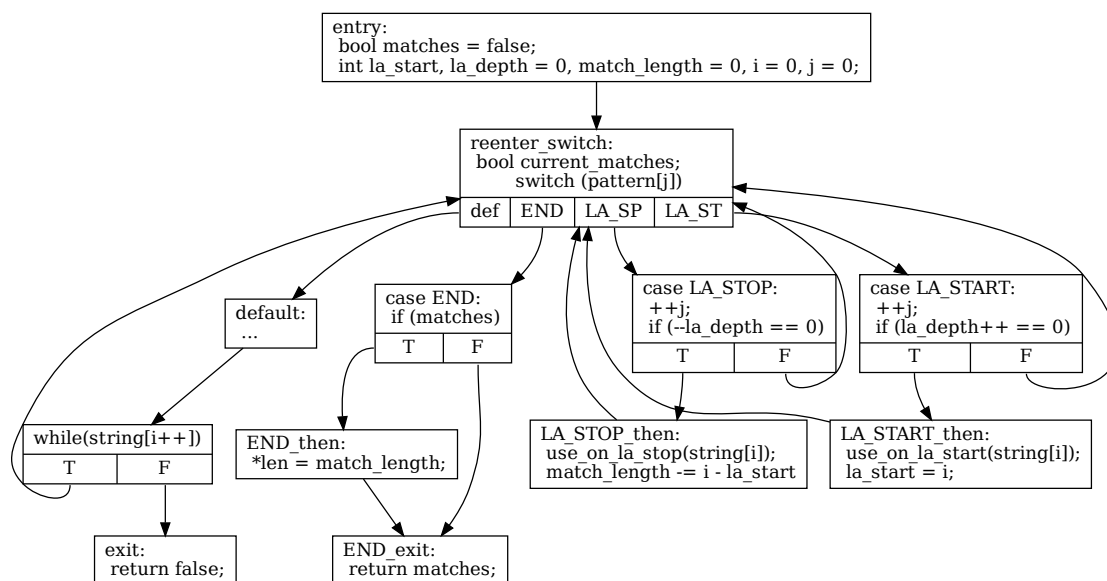 entry:
bool matches = false;
int la_start, la_depth = 0, match_length = 0, i = 0, j = 0;
reenter_switch:
bool current_matches;
switch (pattern[j])
def
END
LA_SP
LA_ST
default:
...
case END:
if (matches)
T
F
case LA_STOP:
++j;
if (--la_depth == 0)
T
F
case LA_START:
++j;
if (la_depth++ == 0)
T
F
while(string[i++])
T
F
END_then:
*len = match_length;
LA_STOP_then:
use_on_la_stop(string[i]);
match_length -= i - la_start
LA_START_then:
use_on_la_start(string[i]);
la_start = i;
exit:
return false;
END_exit:
return matches;